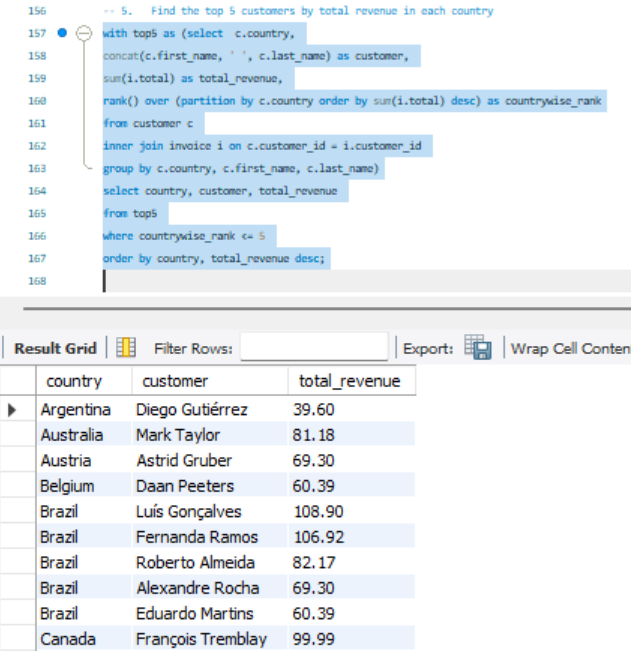 156 -- 5. Find the top 5 customers by total revenue in each country
157 with top5 as (select c.country,
158 concat(c.first_name, ' ', c.last_name) as customer,
159 sum(i.total) as total_revenue,
160 rank() over (partition by c.country order by sum(i.total) desc) as countrywise_rank
161 from customer c
162 inner join invoice i on c.customer_id = i.customer_id
163 group by c.country, c.first_name, c.last_name)
164 select country, customer, total_revenue
165 from top5
166 where countrywise_rank <= 5
167 order by country, total_revenue desc;
168
Result Grid Filter Rows: Export: Wrap Cell Conten
country customer total_revenue
Argentina Diego Gutiérrez 39.60
Australia Mark Taylor 81.18
Austria Astrid Gruber 69.30
Belgium Daan Peeters 60.39
Brazil Luís Gonçalves 108.90
Brazil Fernanda Ramos 106.92
Brazil Roberto Almeida 82.17
Brazil Alexandre Rocha 69.30
Brazil Eduardo Martins 60.39
Canada François Tremblay 99.99